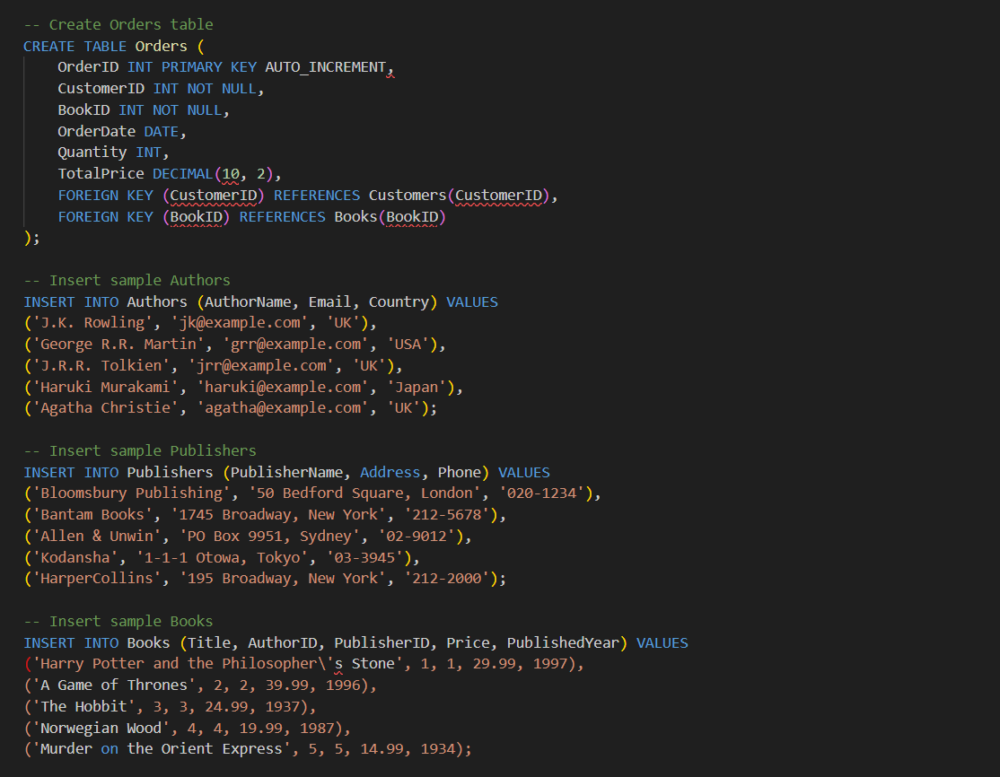 -- Create Orders table
CREATE TABLE Orders (
    OrderID INT PRIMARY KEY AUTO_INCREMENT,
    CustomerID INT NOT NULL,
    BookID INT NOT NULL,
    OrderDate DATE,
    Quantity INT,
    TotalPrice DECIMAL(10, 2),
    FOREIGN KEY (CustomerID) REFERENCES Customers(CustomerID),
    FOREIGN KEY (BookID) REFERENCES Books(BookID)
);

-- Insert sample Authors
INSERT INTO Authors (AuthorName, Email, Country) VALUES
('J.K. Rowling', 'jk@example.com', 'UK'),
('George R.R. Martin', 'grr@example.com', 'USA'),
('J.R.R. Tolkien', 'jrr@example.com', 'UK'),
('Haruki Murakami', 'haruki@example.com', 'Japan'),
('Agatha Christie', 'agatha@example.com', 'UK');

-- Insert sample Publishers
INSERT INTO Publishers (PublisherName, Address, Phone) VALUES
('Bloomsbury Publishing', '50 Bedford Square, London', '020-1234'),
('Bantam Books', '1745 Broadway, New York', '212-5678'),
('Allen & Unwin', 'PO Box 9951, Sydney', '02-9012'),
('Kodansha', '1-1-1 Otowa, Tokyo', '03-3945'),
('HarperCollins', '195 Broadway, New York', '212-2000');

-- Insert sample Books
INSERT INTO Books (Title, AuthorID, PublisherID, Price, PublishedYear) VALUES
('Harry Potter and the Philosopher\'s Stone', 1, 1, 29.99, 1997),
('A Game of Thrones', 2, 2, 39.99, 1996),
('The Hobbit', 3, 3, 24.99, 1937),
('Norwegian Wood', 4, 4, 19.99, 1987),
('Murder on the Orient Express', 5, 5, 14.99, 1934);